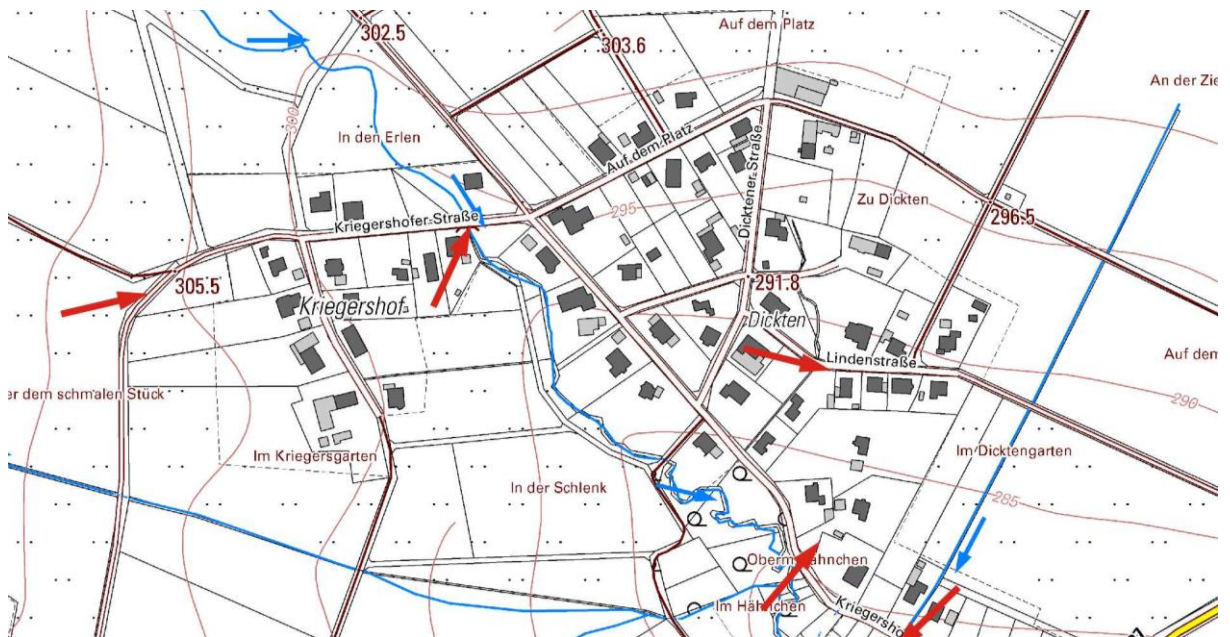 302.5
Auf dem Platz
303.6
An der Zie
300
In den Erlen
Auf dem Platz
Dicktener Straße
Zu Dickten
295
296.5
Kriegershofer Straße
305.5
Kriegershof
291.8
Dickten
Lindenstraße
Auf dem
er dem schmalen Stück
290
Im Kriegersgarten
Im Dicktengarten
In der Schlenk
285
Im Hähnchen
Kriegersho